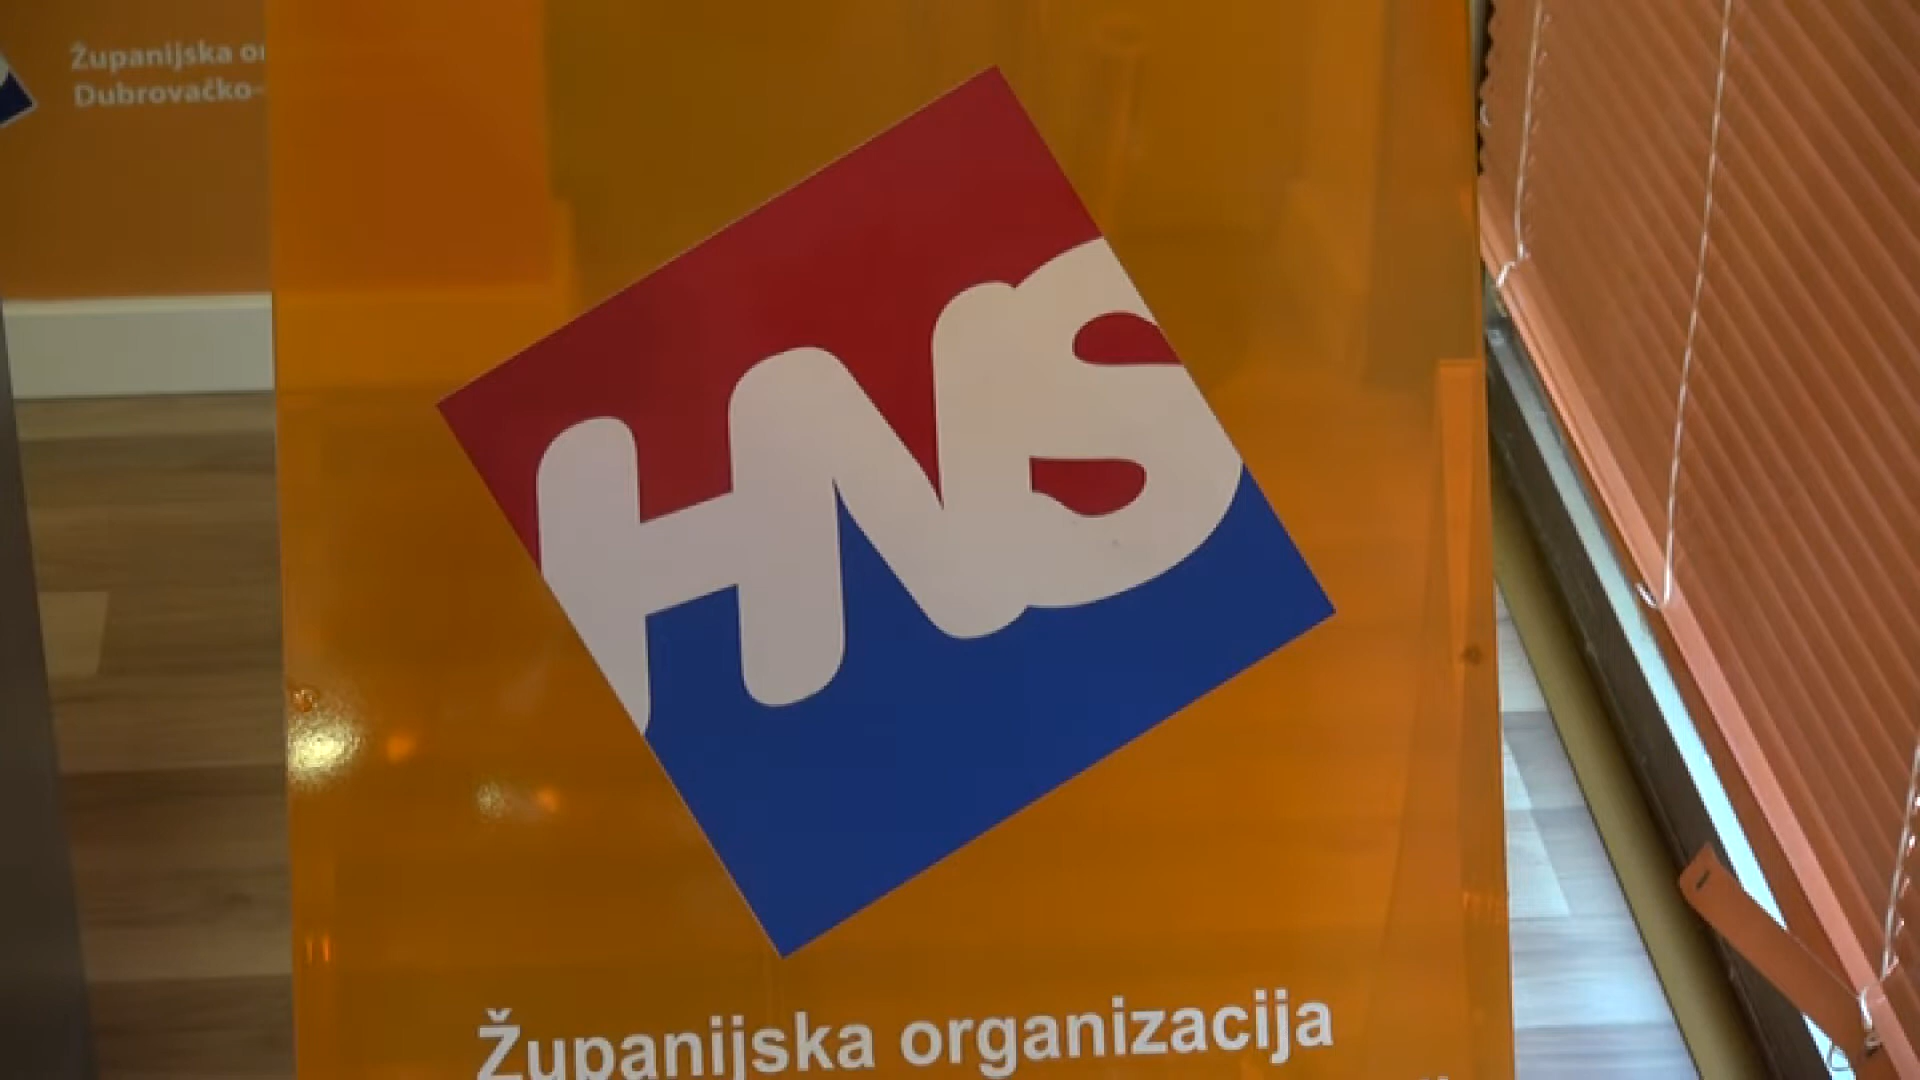 Županijska
Dubrovačko-
HNS
Županijska organizacija